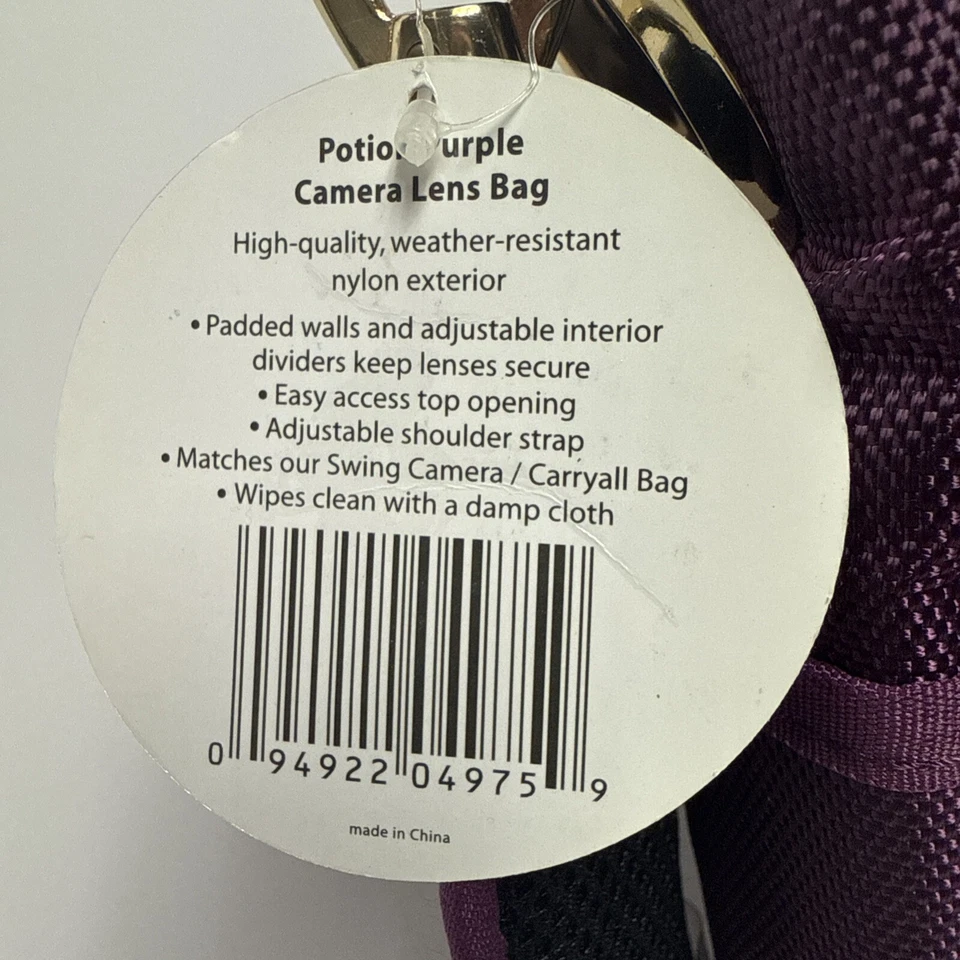 Potion Purple
Camera Lens Bag
High-quality, weather-resistant
nylon exterior
• Padded walls and adjustable interior
dividers keep lenses secure
• Easy access top opening
• Adjustable shoulder strap
• Matches our Swing Camera / Carryall Bag
• Wipes clean with a damp cloth
0 94922 04975 9
made in China